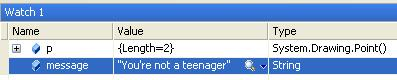 Watch 1
Name Value Type
p {Length=2} System.Drawing.Point()
message "You're not a teenager" String